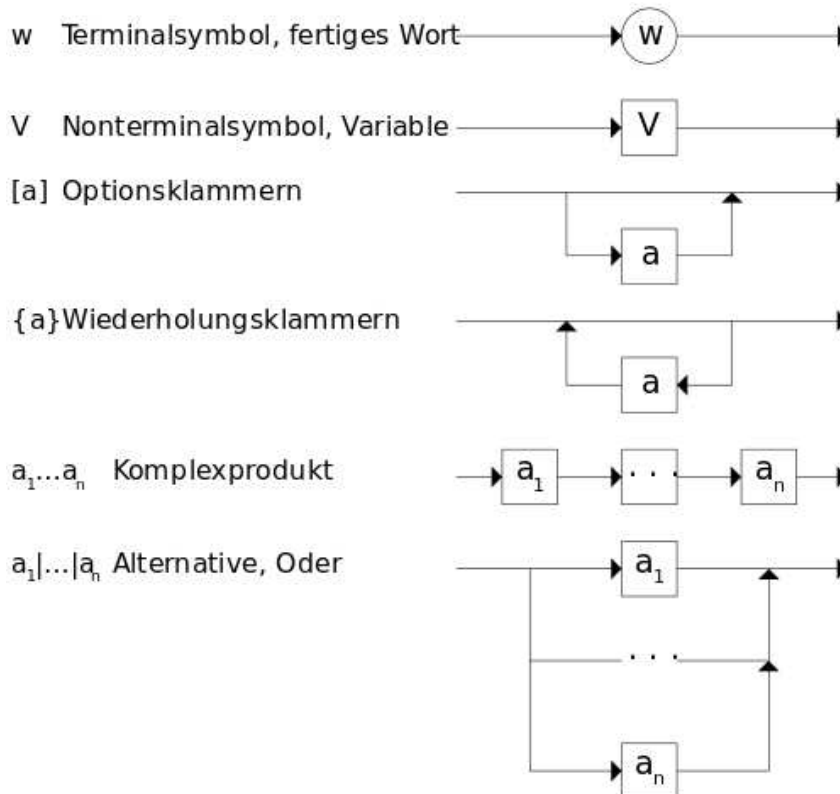 w Terminalsymbol, fertiges Wort w
V Nonterminalsymbol, Variable V
[a] Optionsklammern
a
{a}Wiederholungsklammern
a
a₁...aₙ Komplexprodukt a₁ · · · aₙ
a₁|...|aₙ Alternative, Oder a₁
· · ·
aₙ